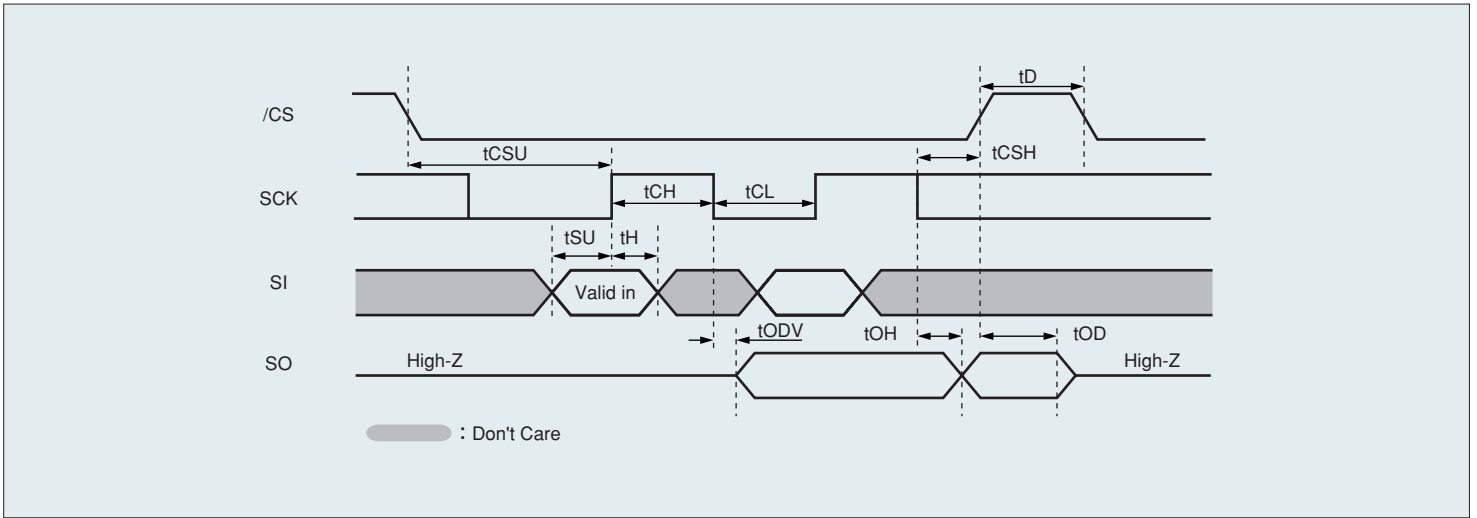 tD
/CS
tCSU
tCSH
SCK
tCH
tCL
tSU
tH
SI
Valid in
tODV
tOH
tOD
SO
High-Z
High-Z
: Don't Care